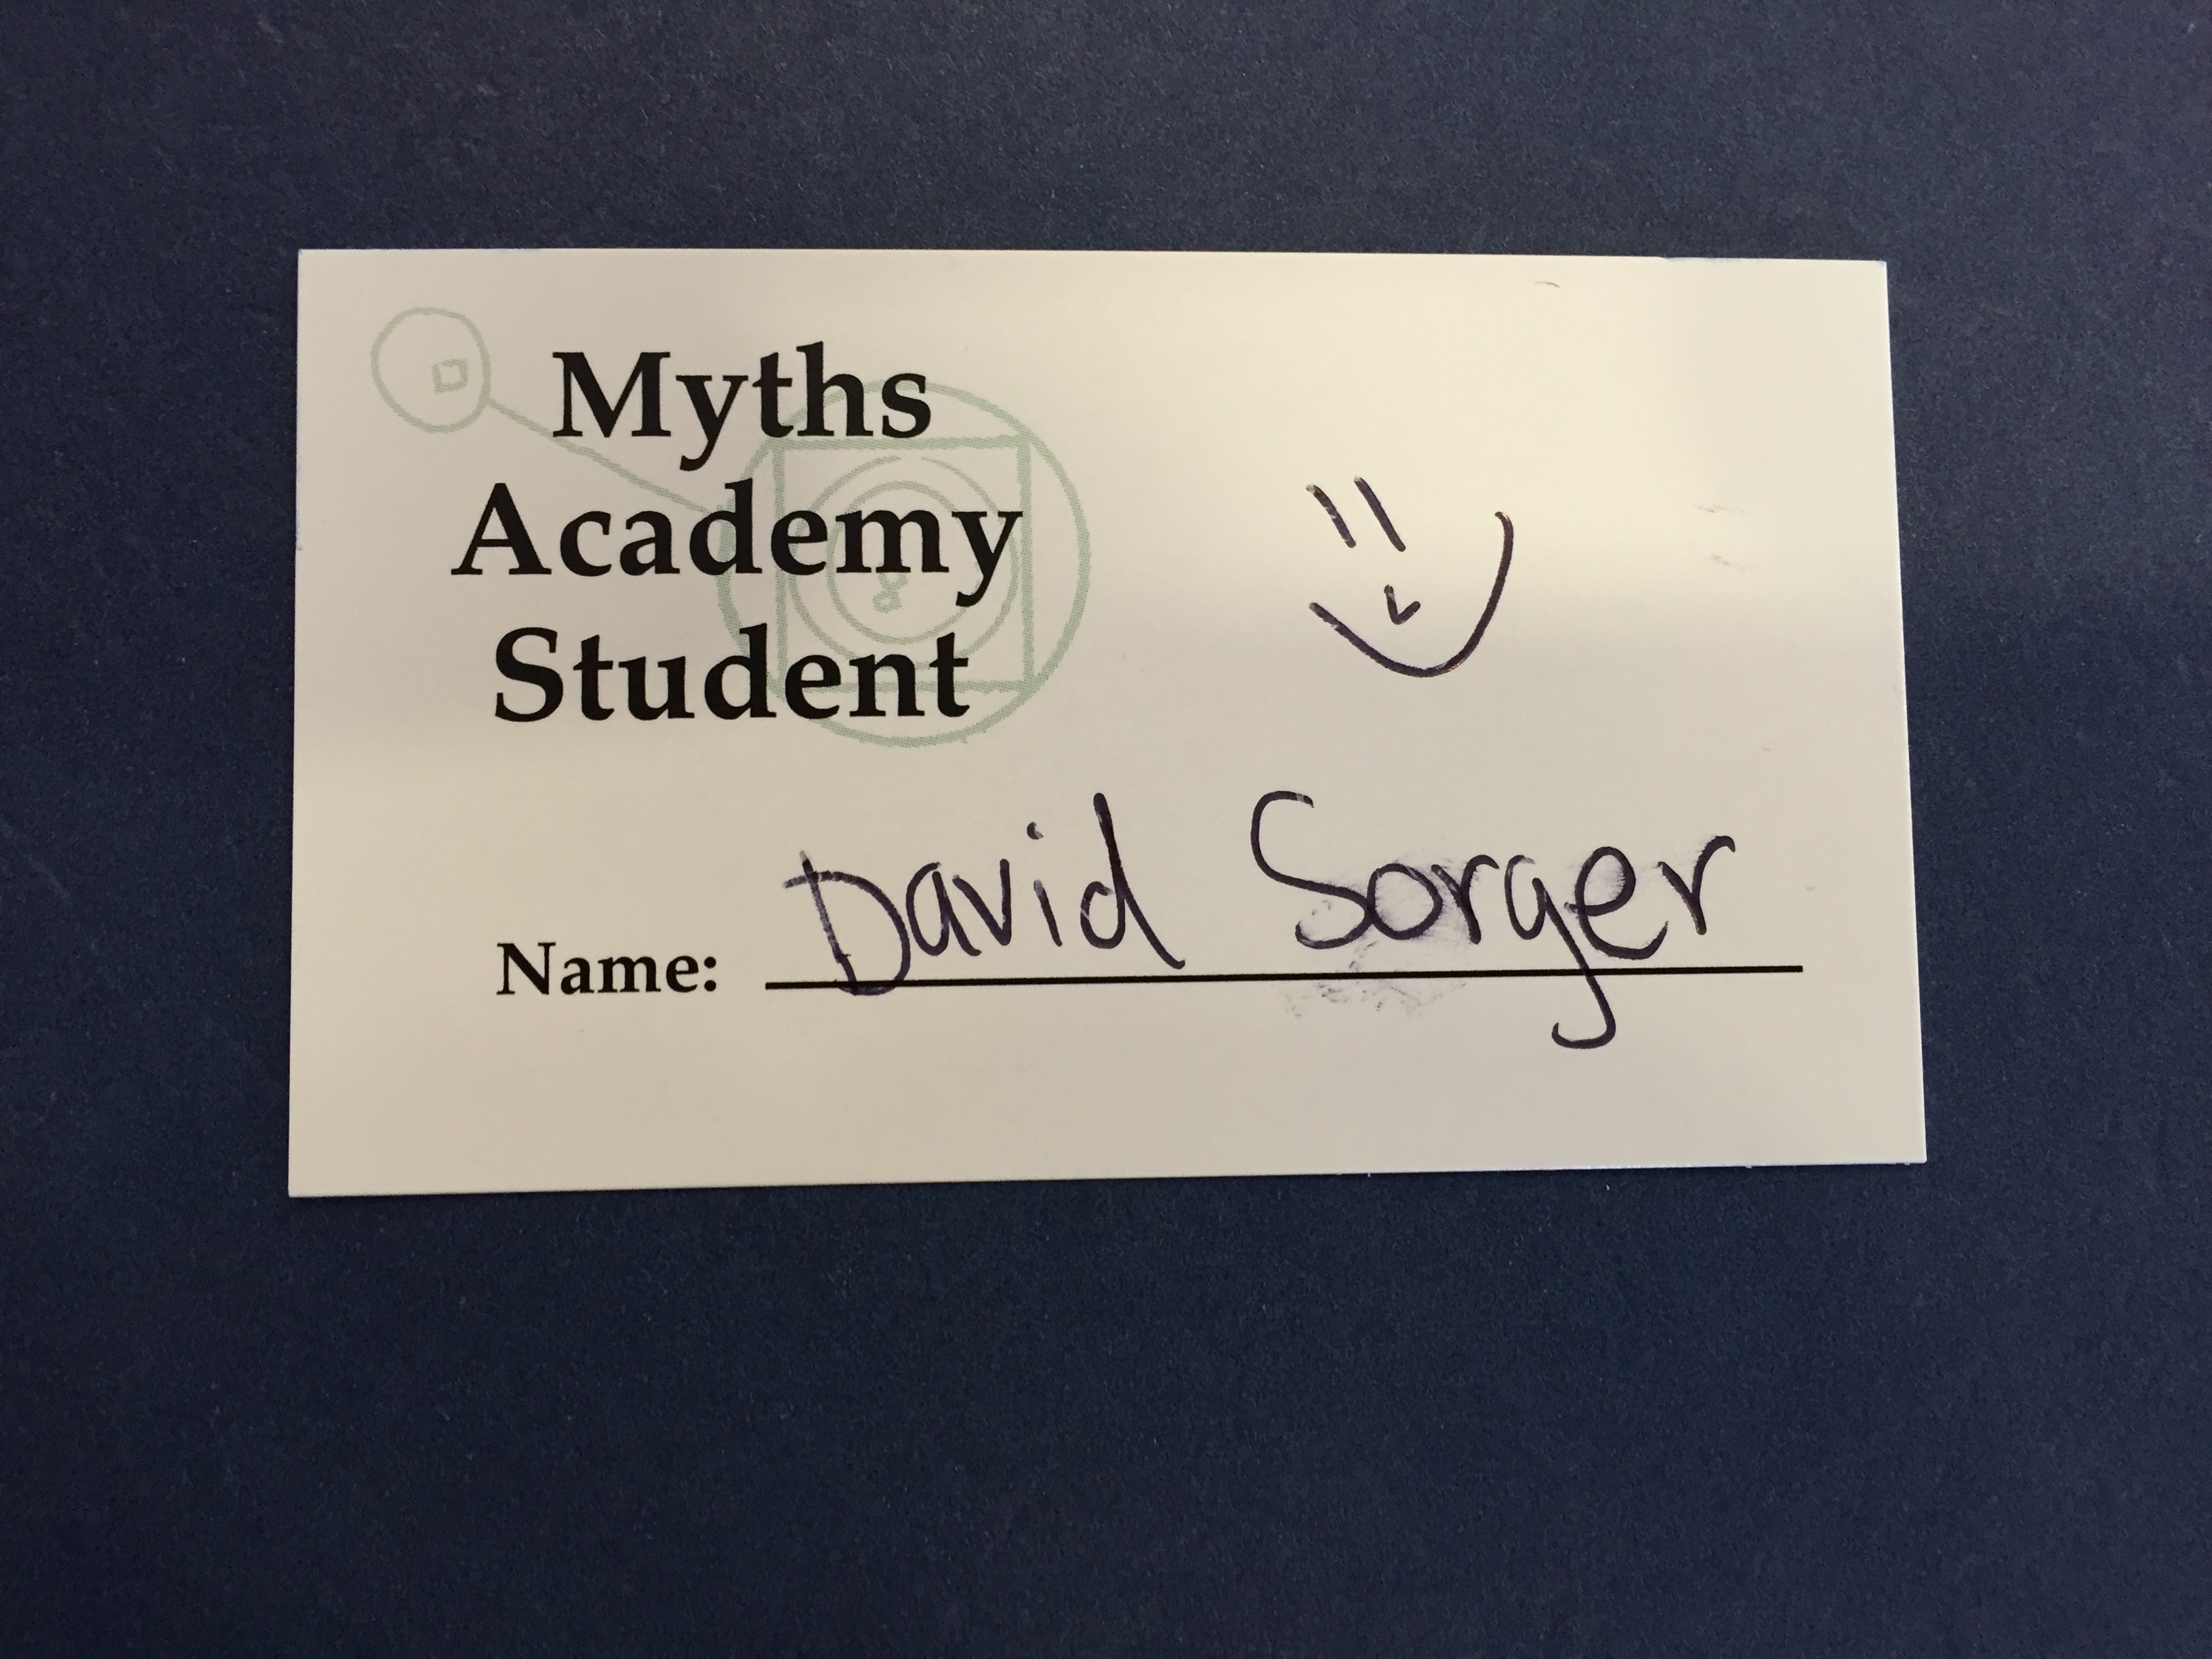 Myths
Academy
Student
Name: David Sorger